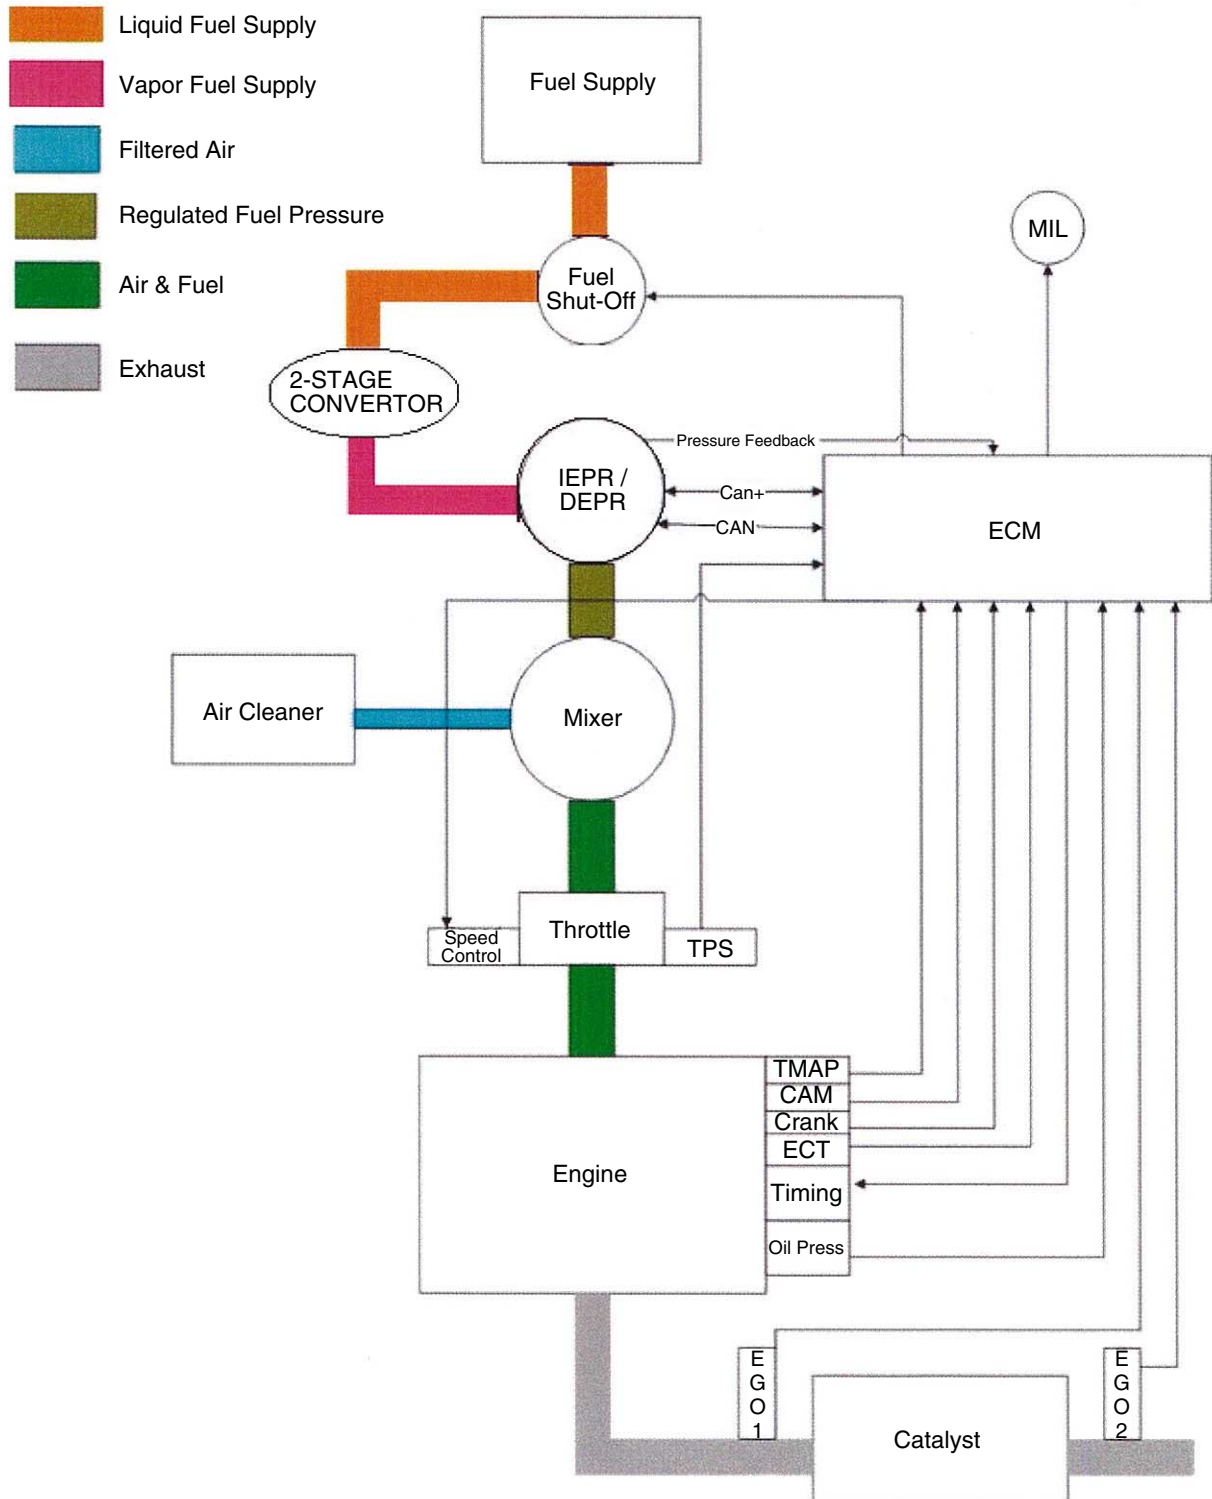 Liquid Fuel Supply
Vapor Fuel Supply
Filtered Air
Regulated Fuel Pressure
Air & Fuel
Exhaust
Fuel Supply
MIL
Fuel
Shut-Off
2-STAGE
CONVERTOR
IEPR /
DEPR
Pressure Feedback
Can+
CAN
ECM
Air Cleaner
Mixer
Speed
Control
Throttle
TPS
Engine
TMAP
CAM
Crank
ECT
Timing
Oil Press
E
G
O
1
Catalyst
E
G
O
2